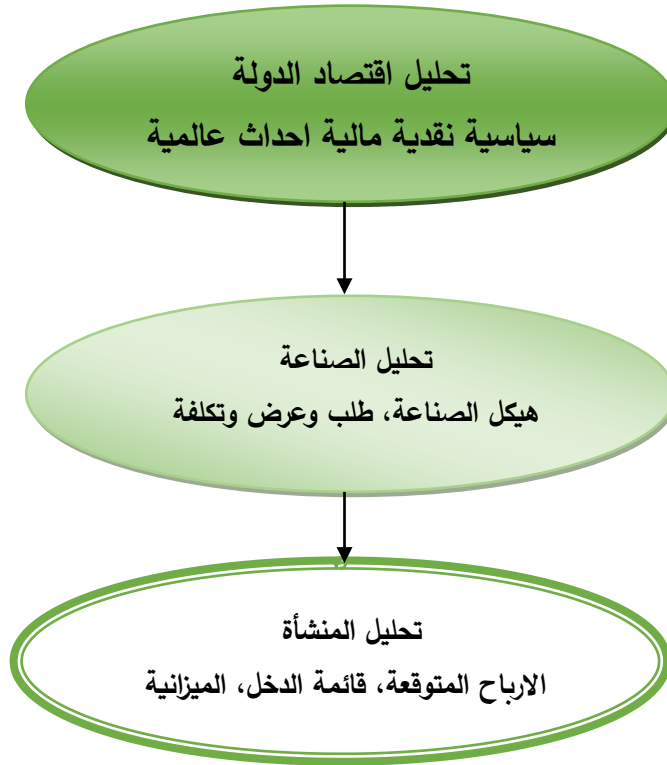 تحليل اقتصاد الدولة
سياسية نقدية مالية احداث عالمية
تحليل الصناعة
هيكل الصناعة، طلب وعرض وتكلفة
تحليل المنشأة
الارباح المتوقعة، قائمة الدخل، الميزانية